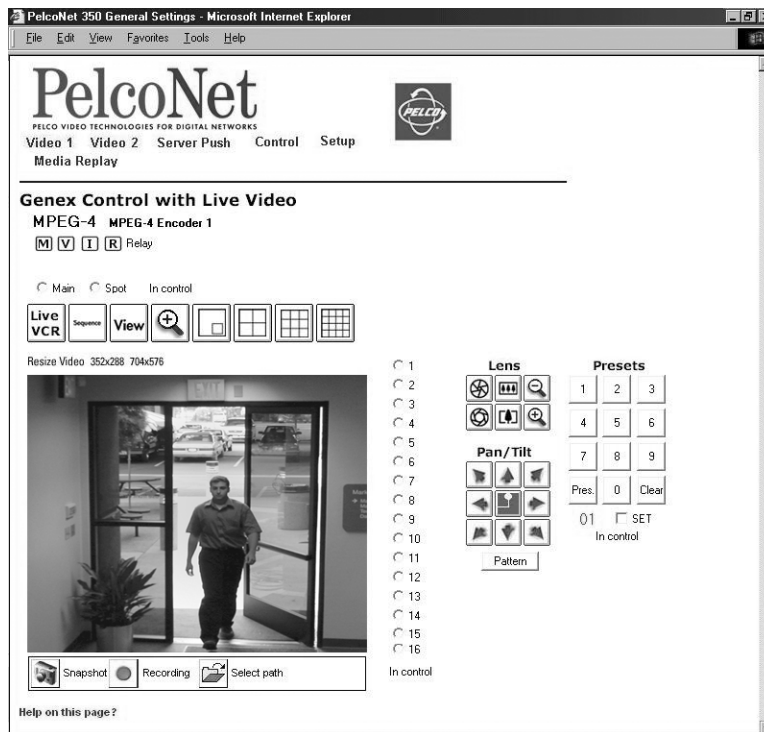 PelcoNet 350 General Settings - Microsoft Internet Explorer
File Edit View Favorites Tools Help
PelcoNet
PELCO VIDEO TECHNOLOGIES FOR DIGITAL NETWORKS
PELCO
Video 1 Video 2 Server Push Control Setup
Media Replay
Genex Control with Live Video
MPEG-4 MPEG-4 Encoder 1
M V I R Relay
Main Spot In control
Live VCR Sequence View
Resize Video 352x288 704x576
EXIT
1
2
3
4
5
6
7
8
9
10
11
12
13
14
15
16
In control
Lens
Pan/Tilt
Pattern
Presets
1 2 3
4 5 6
7 8 9
Pres. 0 Clear
01 SET
In control
Snapshot Recording Select path
Help on this page?